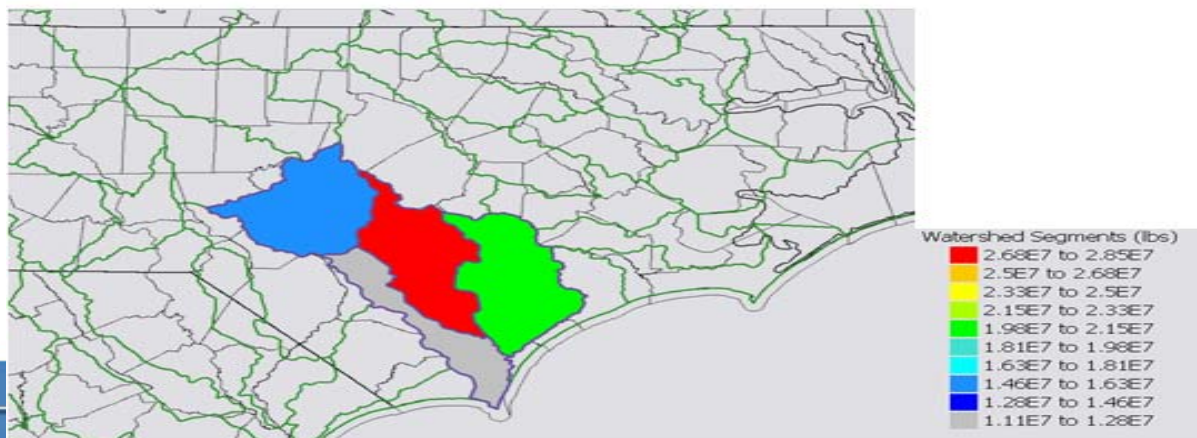 Watershed Segments (lbs)
2.68E7 to 2.85E7
2.5E7 to 2.68E7
2.33E7 to 2.5E7
2.15E7 to 2.33E7
1.98E7 to 2.15E7
1.81E7 to 1.98E7
1.63E7 to 1.81E7
1.46E7 to 1.63E7
1.28E7 to 1.46E7
1.11E7 to 1.28E7